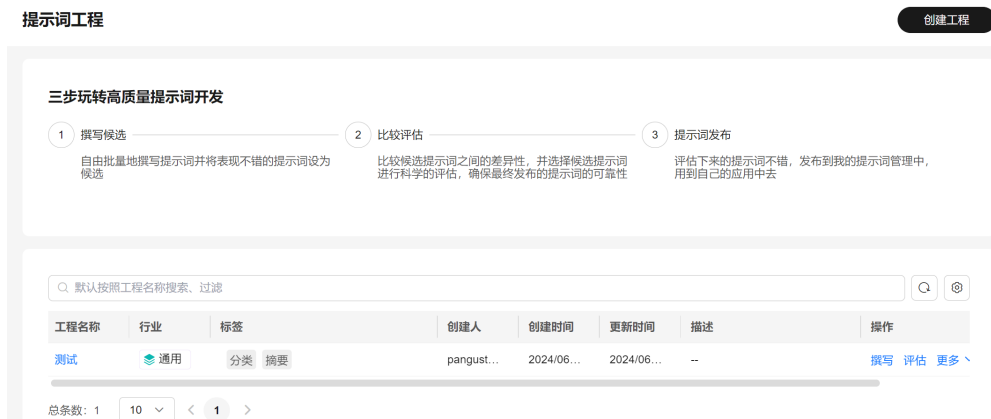 提示词工程
创建工程
三步玩转高质量提示词开发
1 撰写候选
自由批量地撰写提示词并将表现不错的提示词设为
候选
2 比较评估
比较候选提示词之间的差异性，并选择候选提示词
进行科学的评估，确保最终发布的提示词的可靠性
3 提示词发布
评估下来的提示词不错，发布到我的提示词管理中，
用到自己的应用中去
默认按照工程名称搜索、过滤
工程名称 行业 标签 创建人 创建时间 更新时间 描述 操作
测试 通用 分类 摘要 pangust... 2024/06... 2024/06... -- 撰写 评估 更多
总条数：1 10 1